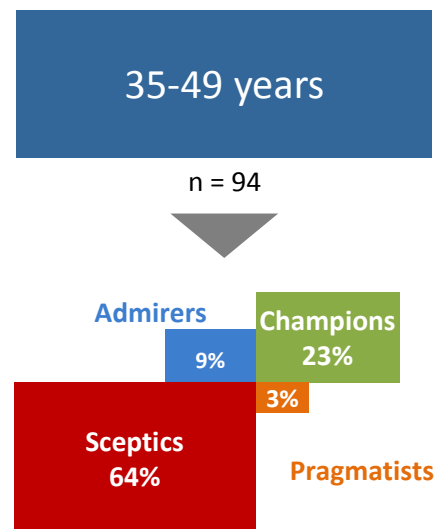 35-49 years
n = 94
Admirers
9%
Champions
23%
3%
Sceptics
64%
Pragmatists